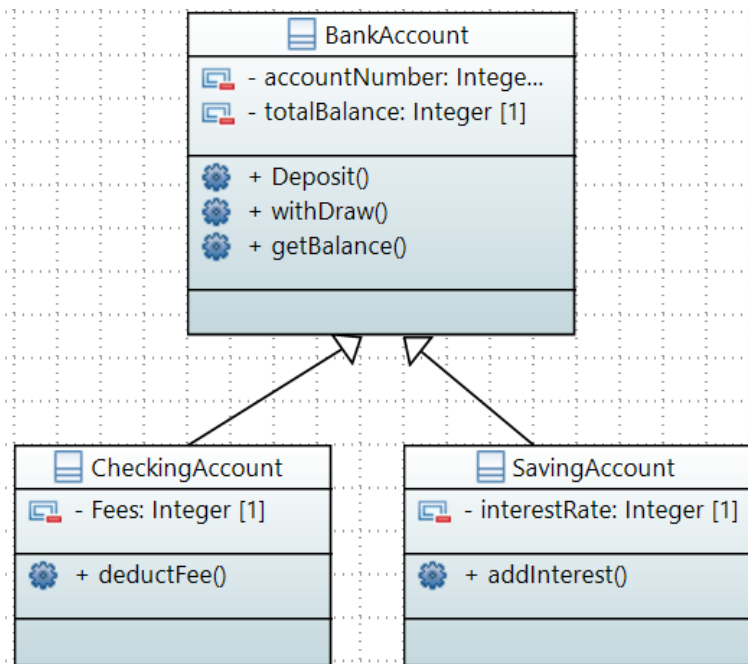 BankAccount
- accountNumber: Intege...
- totalBalance: Integer [1]
+ Deposit()
+ withDraw()
+ getBalance()
CheckingAccount
- Fees: Integer [1]
+ deductFee()
SavingAccount
- interestRate: Integer [1]
+ addInterest()